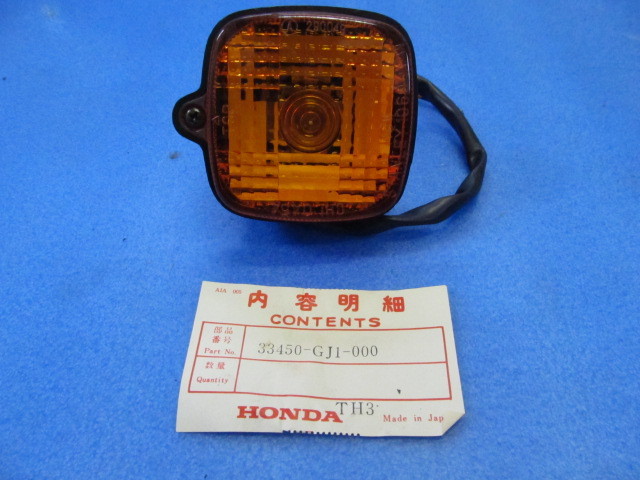 内容明細
CONTENTS
部品
番号
Part No.
33450-GJ1-000
数量
Quantity
HONDA
TH3
Made in Jap